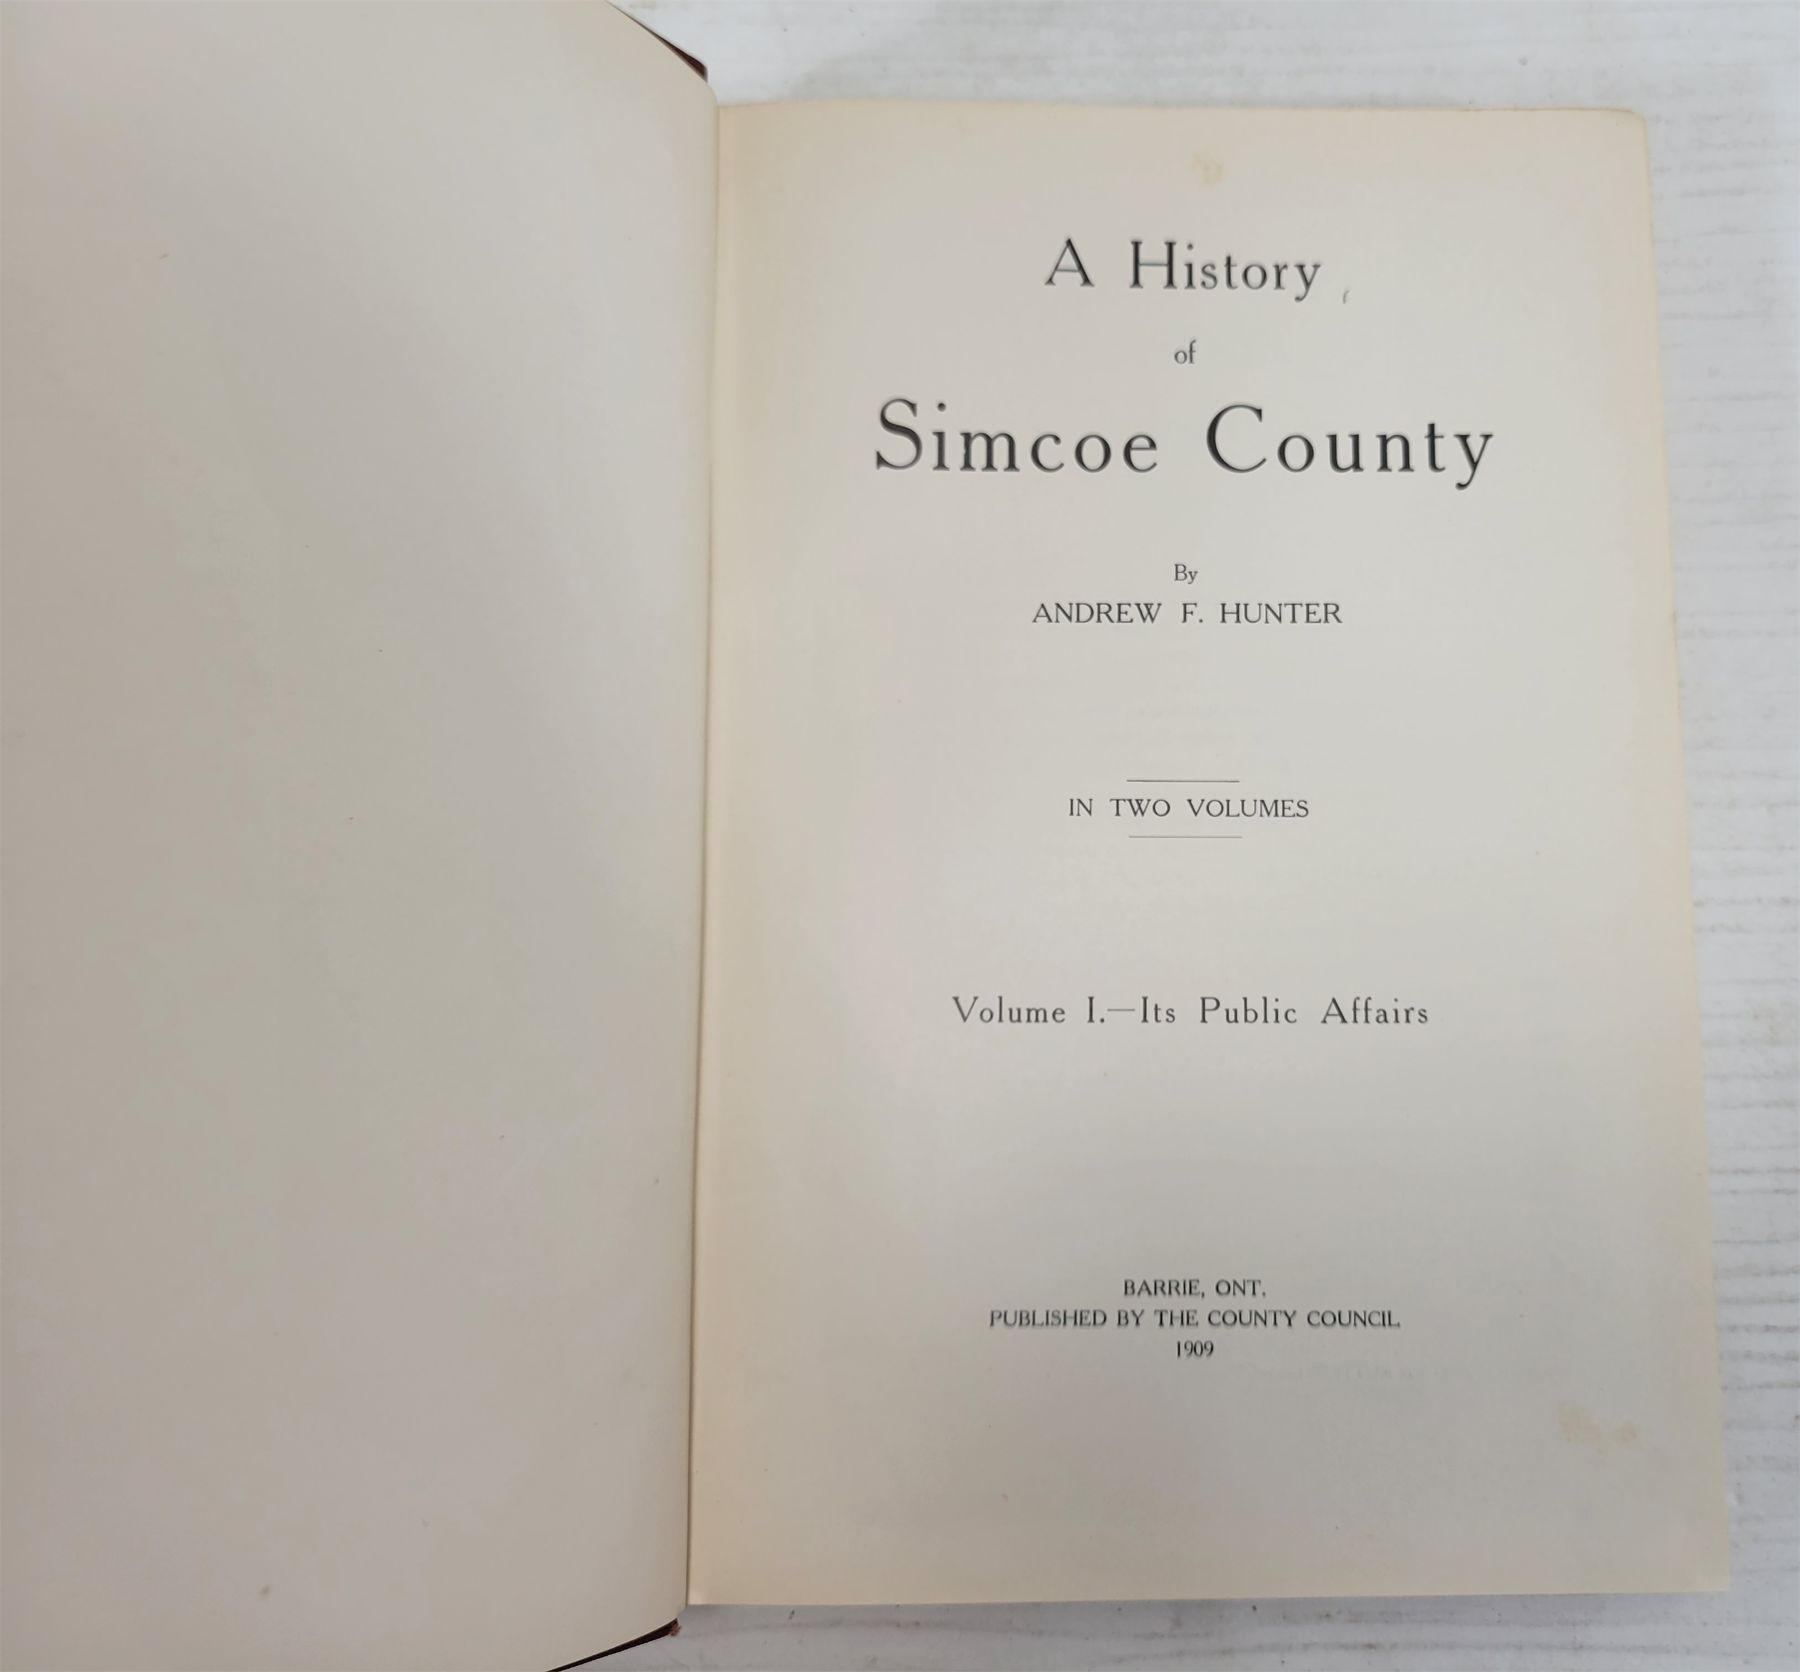 A History
of
Simcoe County
By
ANDREW F. HUNTER
IN TWO VOLUMES
Volume I.—Its Public Affairs
BARRIE, ONT.
PUBLISHED BY THE COUNTY COUNCIL
1909